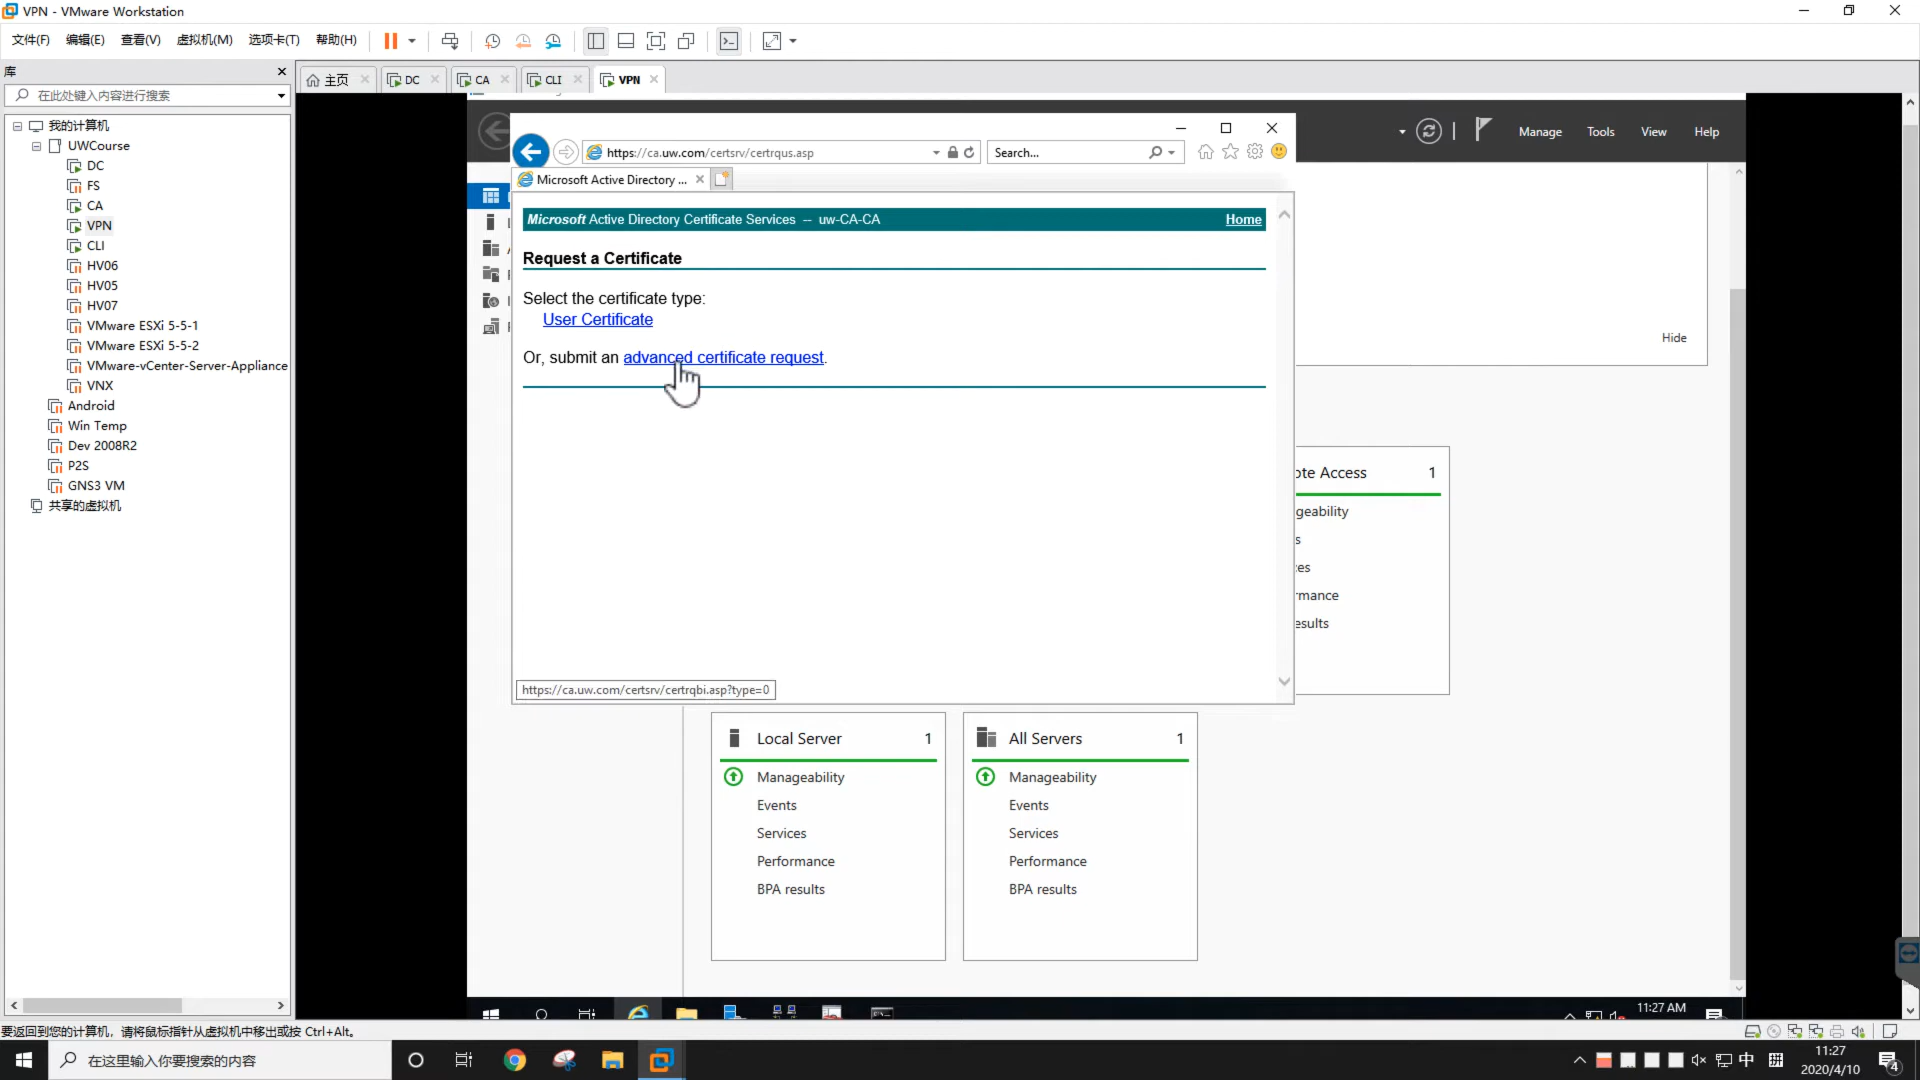 VPN - VMware Workstation
文件(F) 编辑(E) 查看(V) 虚拟机(M) 选项卡(T) 帮助(H)
库
在此处键入内容进行搜索
我的计算机
UWCourse
DC
FS
CA
VPN
CLI
HV06
HV05
HV07
VMware ESXi 5-5-1
VMware ESXi 5-5-2
VMware-vCenter-Server-Appliance
VNX
Android
Win Temp
Dev 2008R2
P2S
GNS3 VM
共享的虚拟机
主页 DC CA CLI VPN
Manage Tools View Help
https://ca.uw.com/certsrv/certrqus.asp
Search...
Microsoft Active Directory ...
Microsoft Active Directory Certificate Services -- uw-CA-CA
Home
Request a Certificate
Select the certificate type:
User Certificate
Or, submit an advanced certificate request.
https://ca.uw.com/certsrv/certrqbi.asp?type=0
Hide
ote Access 1
geability
s
ces
rmance
esults
Local Server 1
Manageability
Events
Services
Performance
BPA results
All Servers 1
Manageability
Events
Services
Performance
BPA results
11:27 AM
要返回到您的计算机，请将鼠标指针从虚拟机中移出或按 Ctrl+Alt。
在这里输入你要搜索的内容
中
拼
11:27
2020/4/10
4